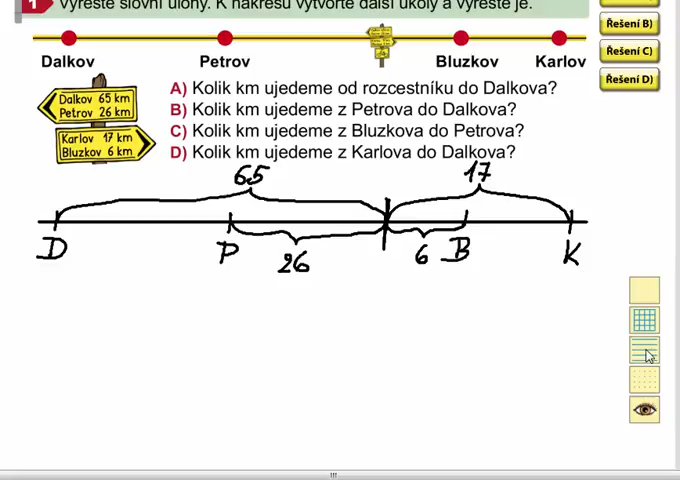 1 Vyřešte slovní úlohy. K nákresu vytvořte další úkoly a vyřešte je.
Řešení B)
Řešení C)
Řešení D)
Dalkov Petrov Bluzkov Karlov
Dalkov 65 km
Petrov 26 km
Karlov 17 km
Bluzkov 6 km
A) Kolik km ujedeme od rozcestníku do Dalkova?
B) Kolik km ujedeme z Petrova do Dalkova?
C) Kolik km ujedeme z Bluzkova do Petrova?
D) Kolik km ujedeme z Karlova do Dalkova?
65 17
D P 26 6 B K